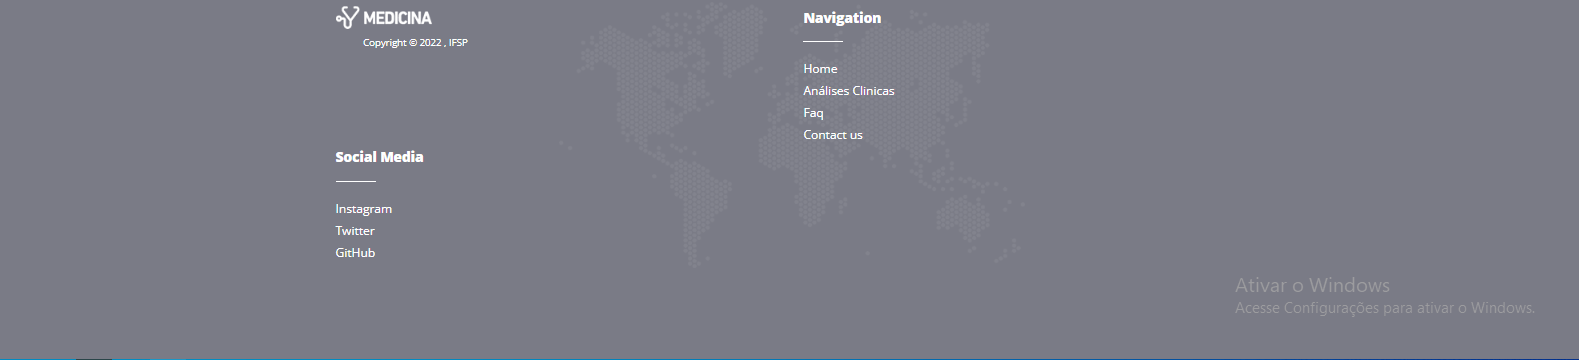 MEDICINA
Copyright © 2022 , IFSP
Navigation
Home
Análises Clinicas
Faq
Contact us
Social Media
Instagram
Twitter
GitHub
Ativar o Windows
Acesse Configurações para ativar o Windows.